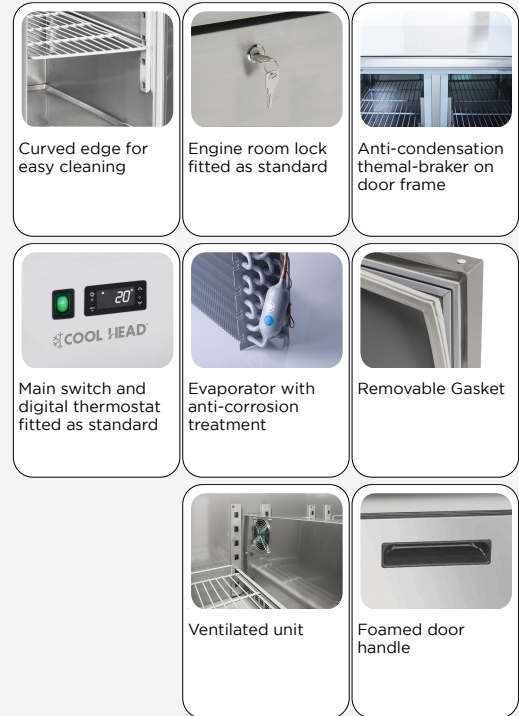 Curved edge for
easy cleaning
Engine room lock
fitted as standard
Anti-condensation
themal-braker on
door frame
20°
COOL HEAD
Main switch and
digital thermostat
fitted as standard
Evaporator with
anti-corrosion
treatment
Removable Gasket
Ventilated unit
Foamed door
handle